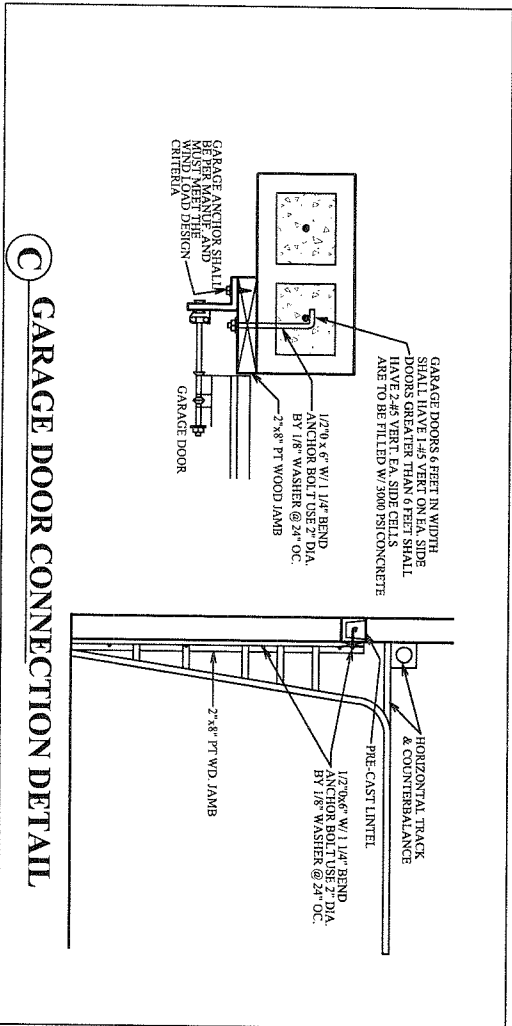 GARAGE DOORS 6 FEET IN WIDTH
SHALL HAVE 1-#5 VERT ON EA. SIDE
DOORS GREATER THAN 6 FEET SHALL
HAVE 2-#5 VERT. EA. SIDE CELLS
ARE TO BE FILLED W/ 3000 PSI CONCRETE
1/2"0 x 6" W/ 1 1/4" BEND
ANCHOR BOLT USE 2" DIA.
BY 1/8" WASHER @ 24" OC.
2"x8" PT WOOD JAMB
GARAGE DOOR
GARAGE ANCHOR SHALL
BE PER MANUF. AND
MUST MEET THE
WIND LOAD DESIGN
CRITERIA
HORIZONTAL TRACK
& COUNTERBALANCE
PRE-CAST LINTEL
1/2"0x6" W/ 1 1/4" BEND
ANCHOR BOLT USE 2" DIA.
BY 1/8" WASHER @ 24" OC.
2"x8" PT WD. JAMB
C GARAGE DOOR CONNECTION DETAIL